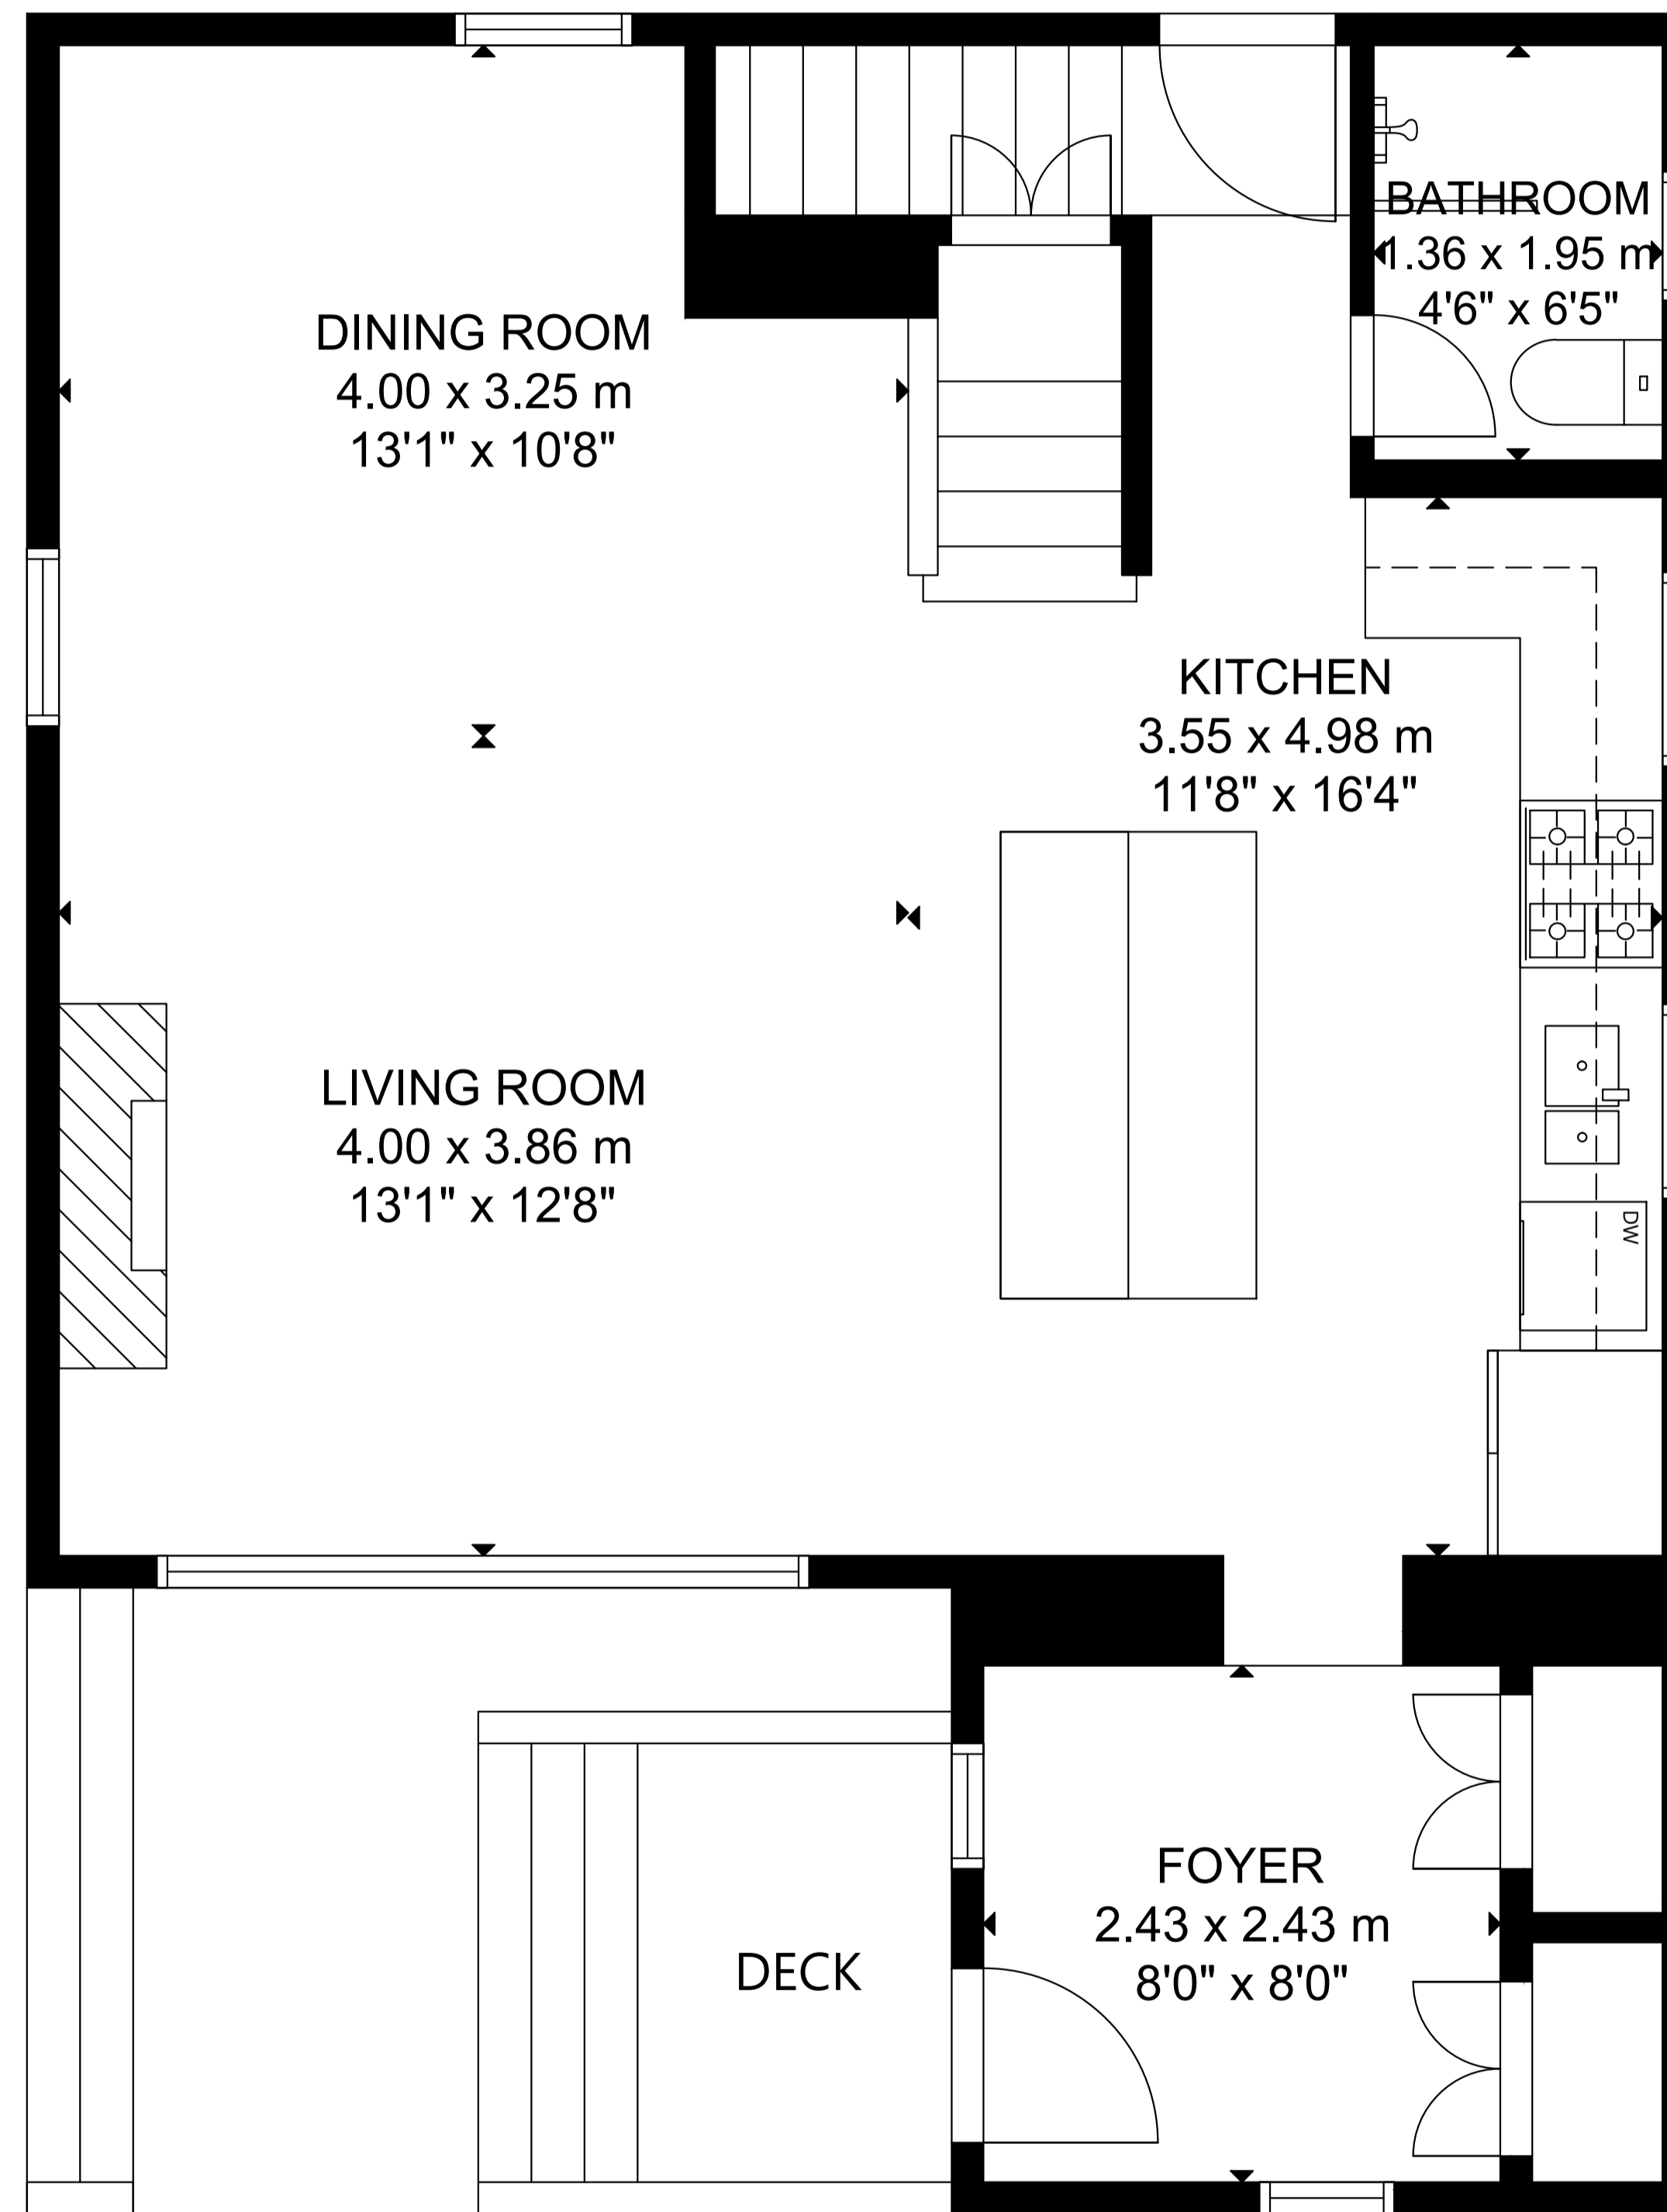 BATHROOM
1.36 x 1.95 m
4'6" x 6'5"
DINING ROOM
4.00 x 3.25 m
13'1" x 10'8"
KITCHEN
3.55 x 4.98 m
11'8" x 16'4"
LIVING ROOM
4.00 x 3.86 m
13'1" x 12'8"
DW
FOYER
2.43 x 2.43 m
8'0" x 8'0"
DECK